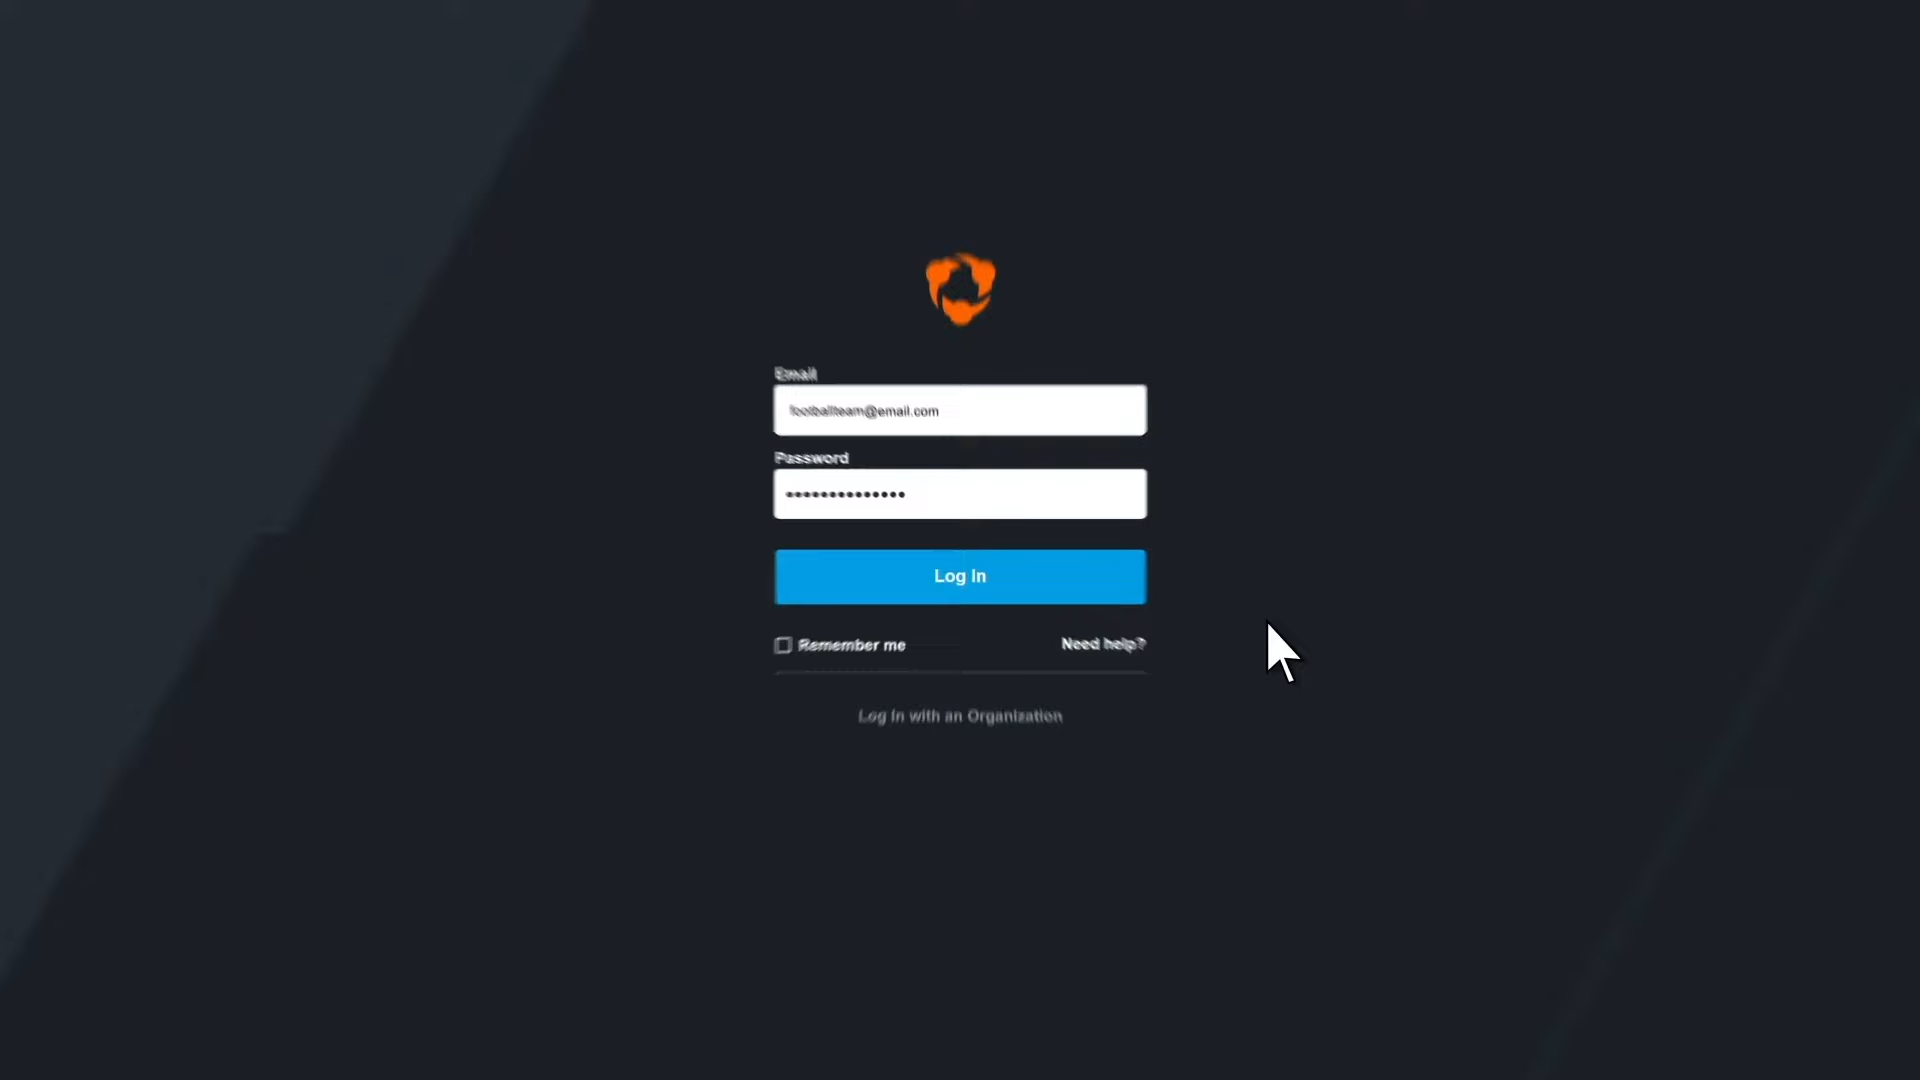 Email
footballteam@email.com
Password
••••••••••••••
Log In
Remember me
Need help?
Log in with an Organization